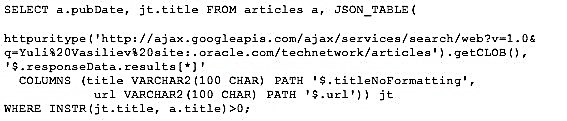 SELECT a.pubDate, jt.title FROM articles a, JSON_TABLE(
httpuritype('http://ajax.googleapis.com/ajax/services/search/web?v=1.0&
q=Yuli%20Vasiliev%20site:.oracle.com/technetwork/articles').getCLOB(),
'$.responseData.results[*]'
COLUMNS (title VARCHAR2(100 CHAR) PATH '$.titleNoFormatting',
url VARCHAR2(100 CHAR) PATH '$.url')) jt
WHERE INSTR(jt.title, a.title)>0;